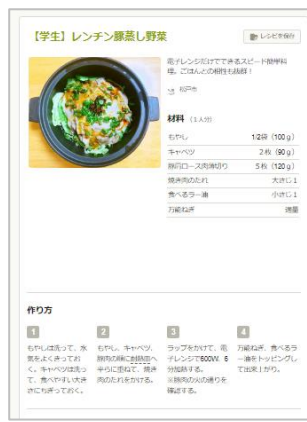 【学生】レンチン豚蒸し野菜
レシピを保存
電子レンジだけでできるスピード簡単料
理。ごはんとの相性も抜群！
松戸市
材料（1人分）
もやし 1/2袋（100g）
キャベツ 2枚（90g）
豚肩ロース肉薄切り 5枚（120g）
焼き肉のたれ 大さじ1
食べるラー油 小さじ1
万能ねぎ 適量
作り方
1
もやしは洗って、水
気をよくきってお
く。キャベツは洗っ
て、食べやすい大き
さにちぎっておく。
2
もやし、キャベツ、
豚肉の順に耐熱皿へ
平らに重ねて、焼き
肉のたれをかける。
3
ラップをかけて、電
子レンジで600W、6
分加熱する。
※豚肉の火の通りを
確認する。
4
万能ねぎ、食べるラ
ー油をトッピングし
て出来上がり。